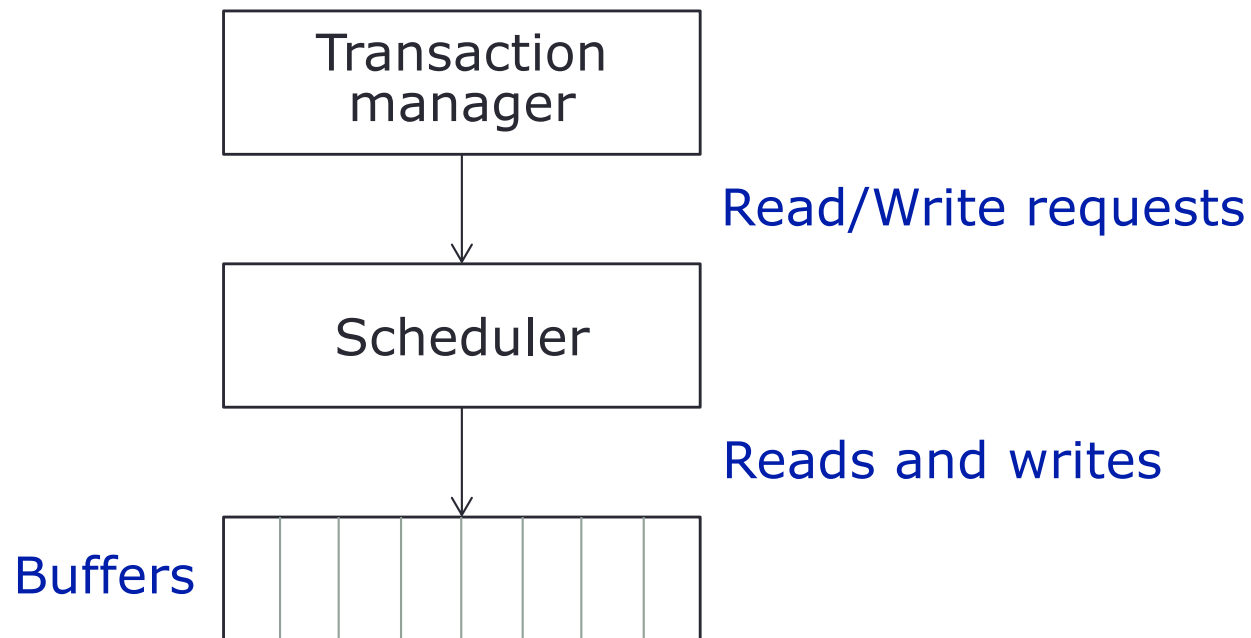 Transaction
manager
Read/Write requests
Scheduler
Reads and writes
Buffers